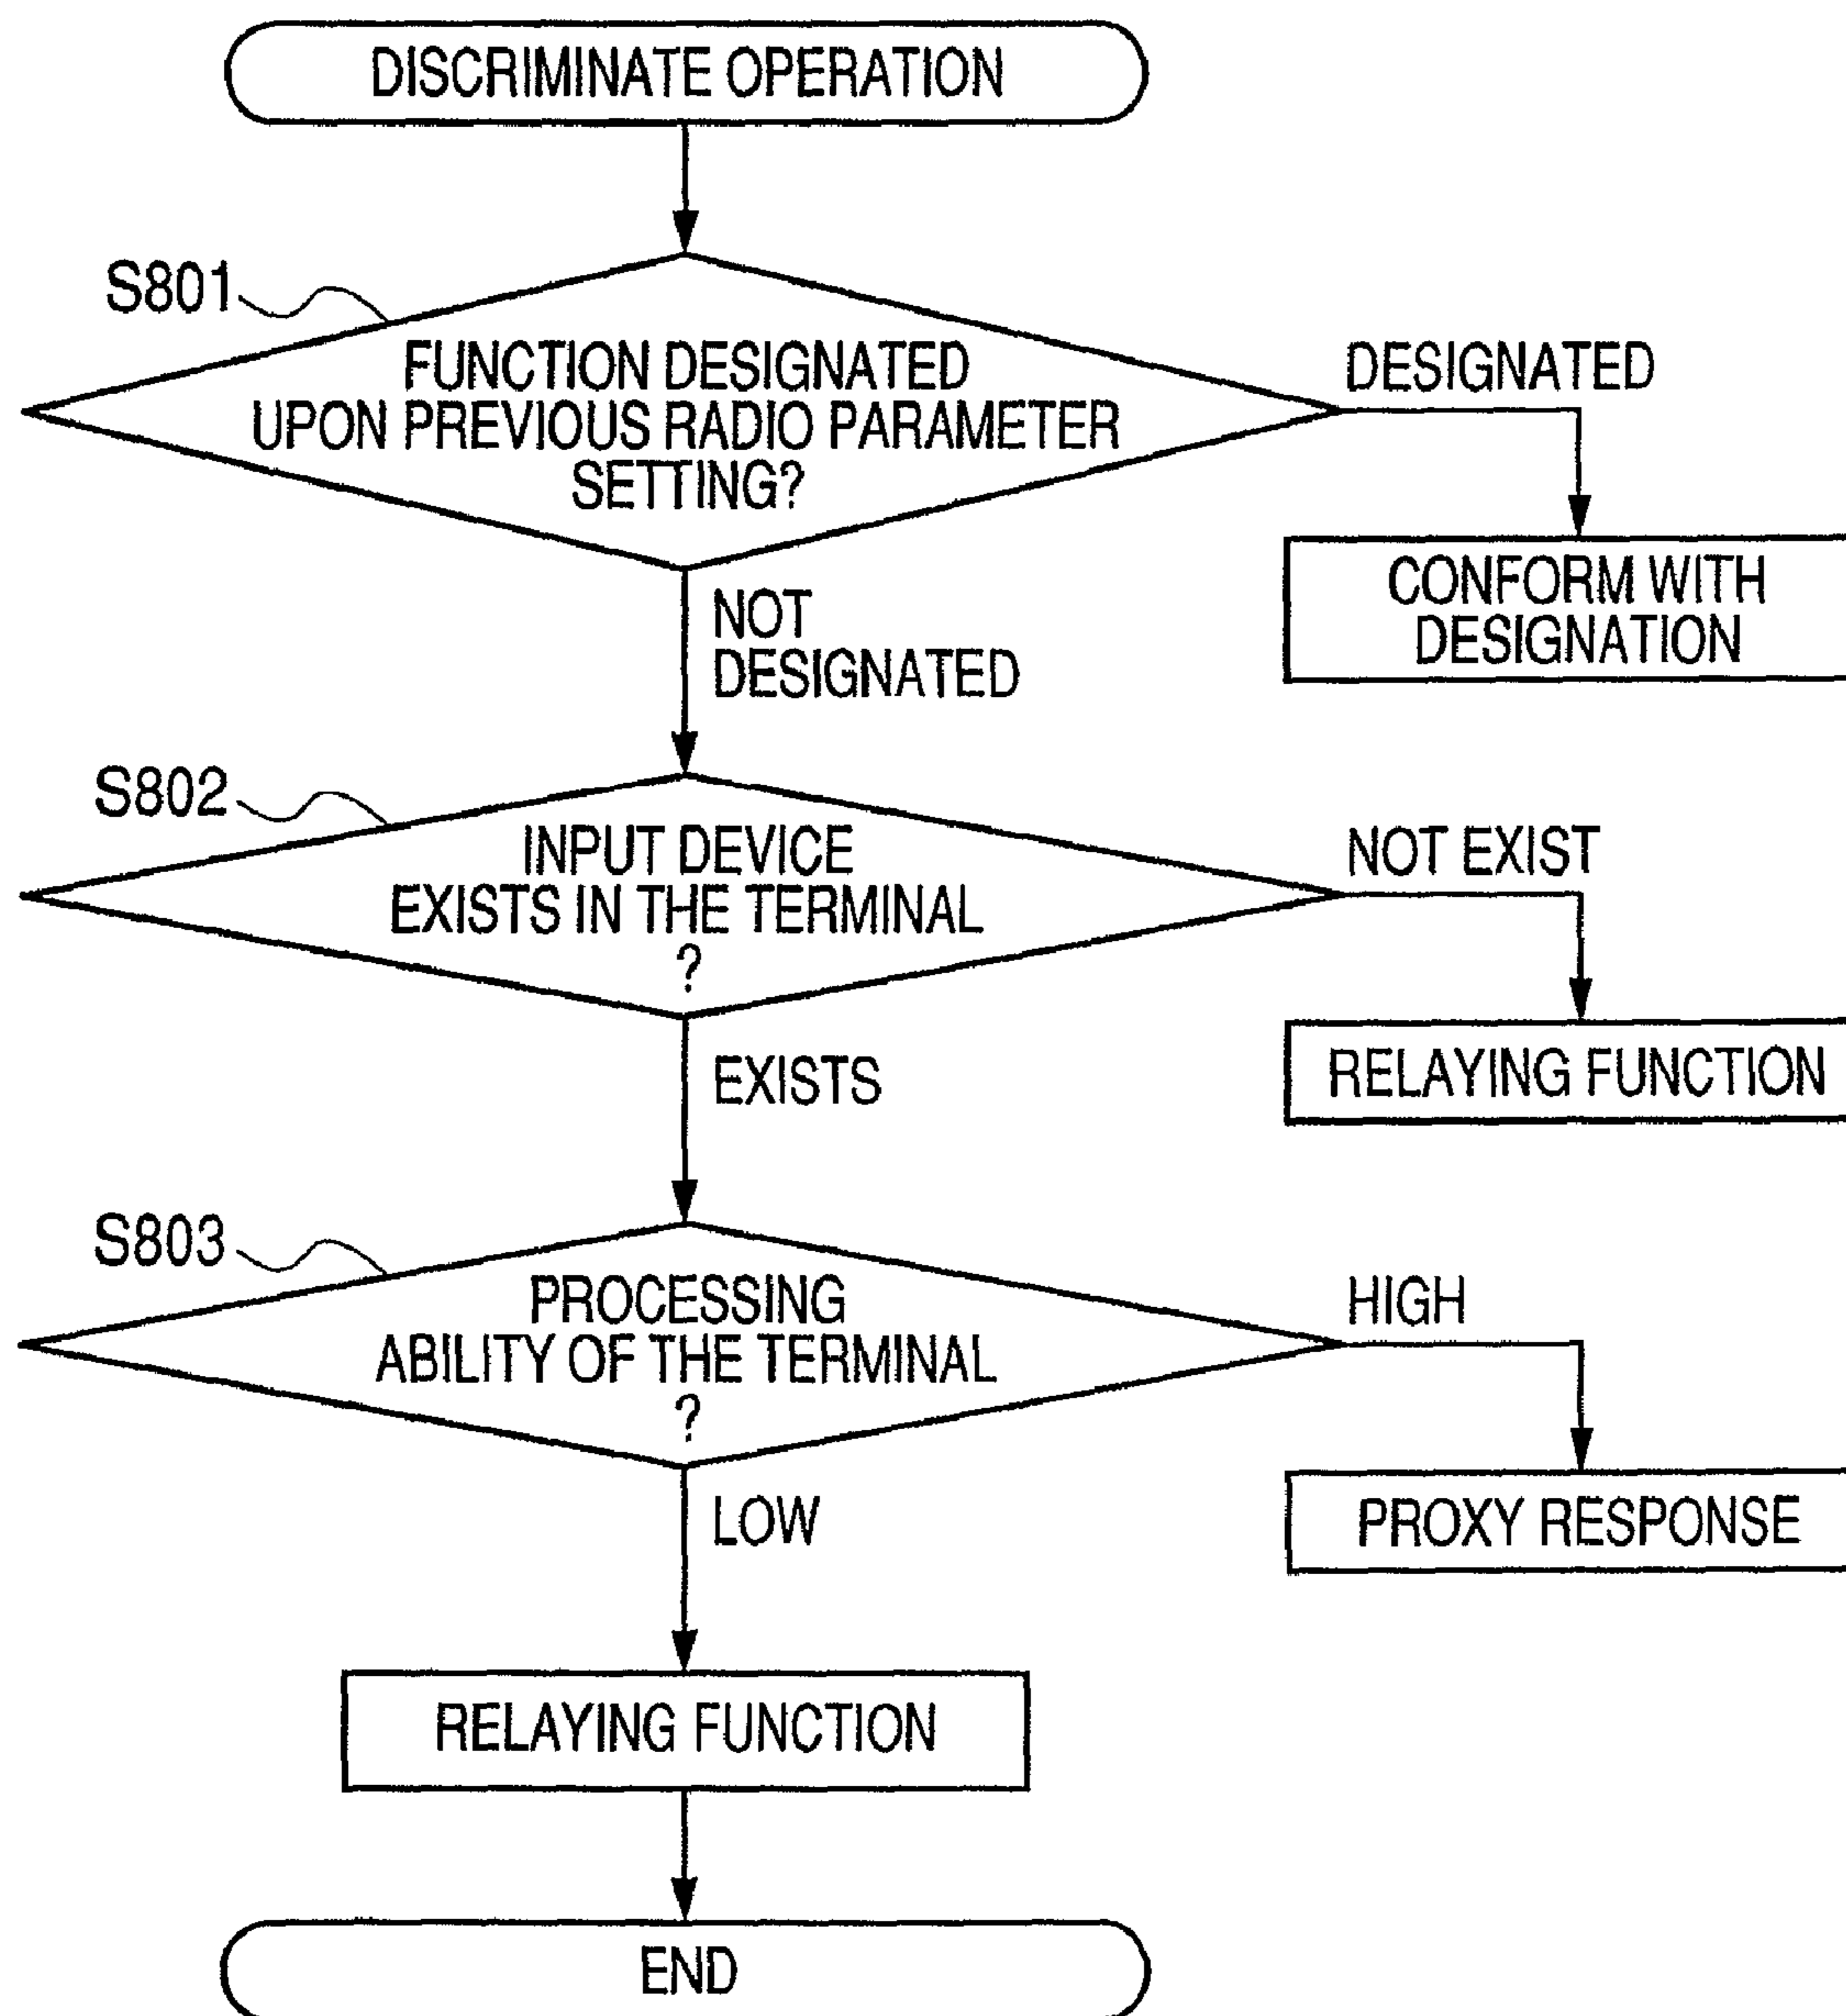 DISCRIMINATE OPERATION
S801
FUNCTION DESIGNATED
UPON PREVIOUS RADIO PARAMETER
SETTING?
DESIGNATED
CONFORM WITH
DESIGNATION
NOT
DESIGNATED
S802
INPUT DEVICE
EXISTS IN THE TERMINAL
?
NOT EXIST
RELAYING FUNCTION
EXISTS
S803
PROCESSING
ABILITY OF THE TERMINAL
?
HIGH
PROXY RESPONSE
LOW
RELAYING FUNCTION
END